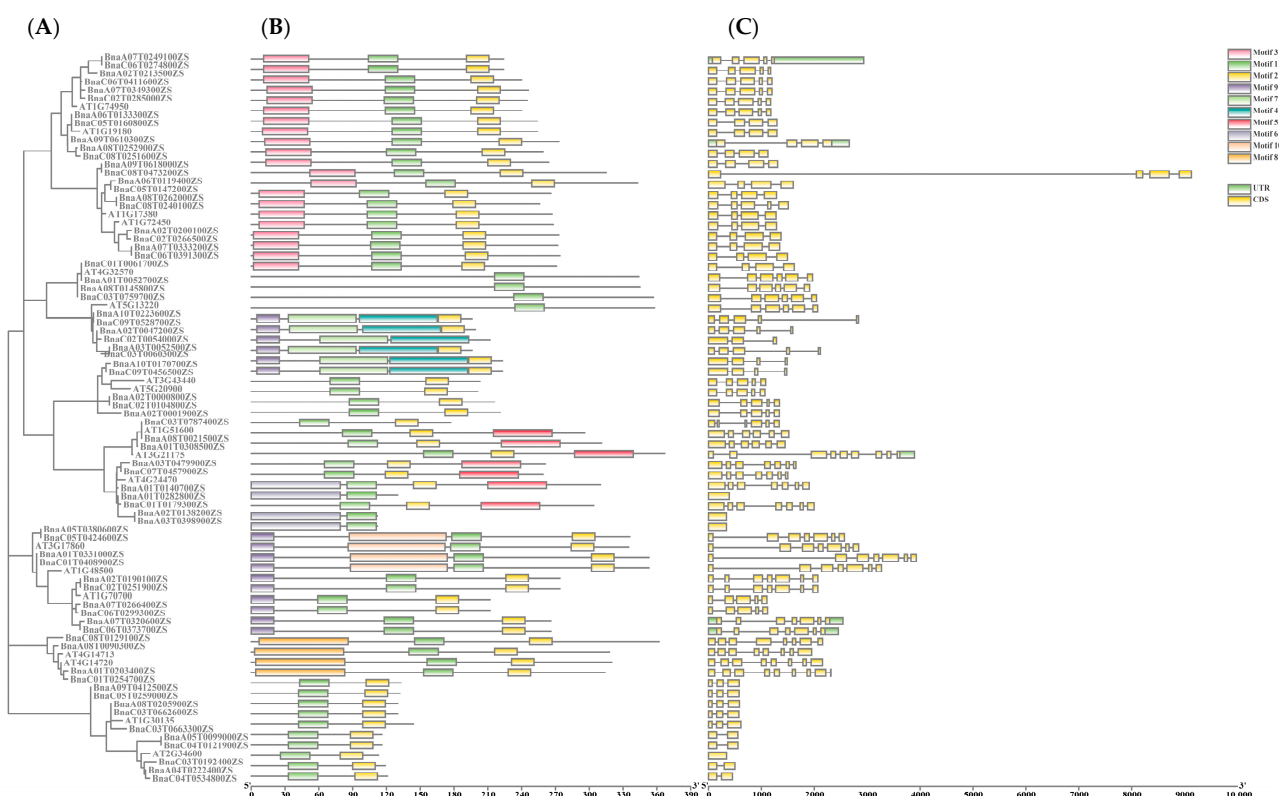 (A)
(B)
(C)
BnaA07T0249100ZS
BnaC06T0274800ZS
BnaA02T0213500ZS
BnaC06T0411600ZS
BnaA07T0349300ZS
BnaC02T0285000ZS
AT1G74950
BnaA06T0133300ZS
BnaC05T0160800ZS
AT1G19180
BnaA09T0610300ZS
BnaA08T0252900ZS
BnaC08T0251600ZS
BnaA09T0618000ZS
BnaC08T0473200ZS
BnaA06T0119400ZS
BnaC05T0147200ZS
BnaA08T0262000ZS
BnaC08T0240100ZS
AT1G17380
AT1G72450
BnaA02T0200100ZS
BnaC02T0266500ZS
BnaA07T0333200ZS
BnaC06T0391300ZS
BnaC01T0061700ZS
AT4G32570
BnaA01T0052700ZS
BnaA08T0145800ZS
BnaC03T0759700ZS
AT5G13220
BnaA10T0223600ZS
BnaC09T0528700ZS
BnaA02T0047200ZS
BnaC02T0054000ZS
BnaA03T0052500ZS
BnaC03T0060300ZS
BnaA10T0170700ZS
BnaC09T0456500ZS
AT3G43440
AT5G20900
BnaA02T0000800ZS
BnaC02T0104800ZS
BnaA02T0001900ZS
BnaC03T0787400ZS
AT1G51600
BnaA08T0021500ZS
BnaA01T0308500ZS
AT3G21175
BnaA03T0479900ZS
BnaC07T0457900ZS
AT4G24470
BnaA01T0140700ZS
BnaA01T0282800ZS
BnaC01T0179300ZS
BnaA02T0138200ZS
BnaA03T0398900ZS
BnaA05T0380600ZS
BnaC05T0424600ZS
AT3G17860
BnaA01T0331000ZS
BnaC01T0408900ZS
AT1G48500
BnaA02T0190100ZS
BnaC02T0251900ZS
AT1G70700
BnaA07T0266400ZS
BnaC06T0299300ZS
BnaA07T0320600ZS
BnaC06T0373700ZS
BnaC08T0129100ZS
BnaA08T0090300ZS
AT4G14713
AT4G14720
BnaA01T0203400ZS
BnaC01T0254700ZS
BnaA09T0412500ZS
BnaC05T0259000ZS
BnaA08T0205900ZS
BnaC03T0662600ZS
AT1G30135
BnaC03T0663300ZS
BnaA05T0099000ZS
BnaC04T0121900ZS
AT2G34600
BnaC03T0192400ZS
BnaA04T0222400ZS
BnaC04T0534800ZS
5' 3'
0 30 60 90 120 150 180 210 240 270 300 330 360 390
5' 3'
0 1000 2000 3000 4000 5000 6000 7000 8000 9000 10,000
Motif 3
Motif 1
Motif 2
Motif 9
Motif 7
Motif 4
Motif 5
Motif 6
Motif 10
Motif 8
UTR
CDS